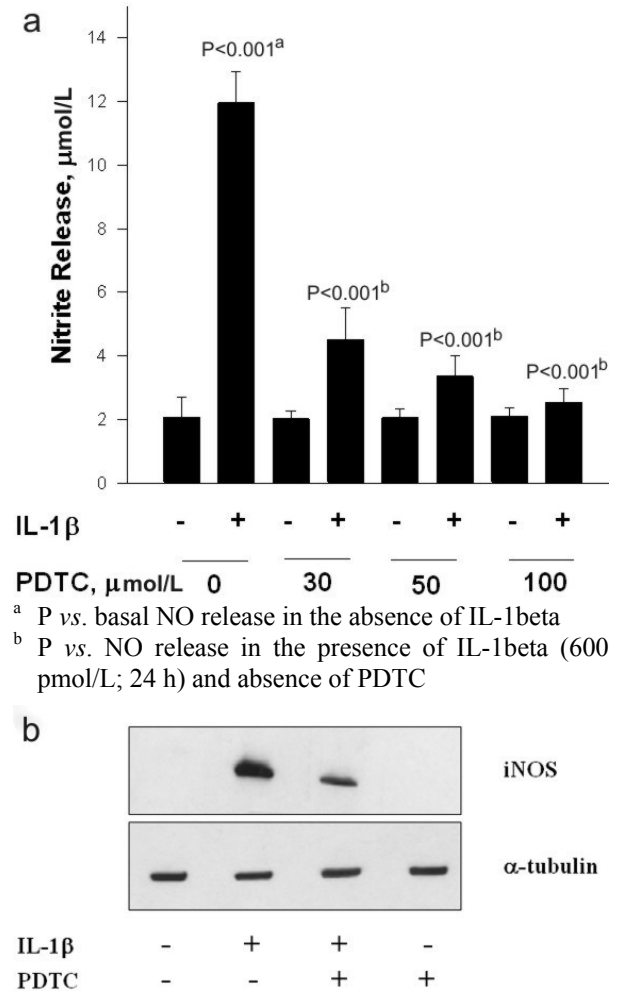 a
14
12
10
8
6
4
2
0
Nitrite Release, μmol/L
P<0.001ᵃ
P<0.001ᵇ
P<0.001ᵇ
P<0.001ᵇ
IL-1β - + - + - + - +
PDTC, μmol/L 0 30 50 100
ᵃ P vs. basal NO release in the absence of IL-1beta
ᵇ P vs. NO release in the presence of IL-1beta (600
pmol/L; 24 h) and absence of PDTC
b
iNOS
α-tubulin
IL-1β - + + -
PDTC - - + +